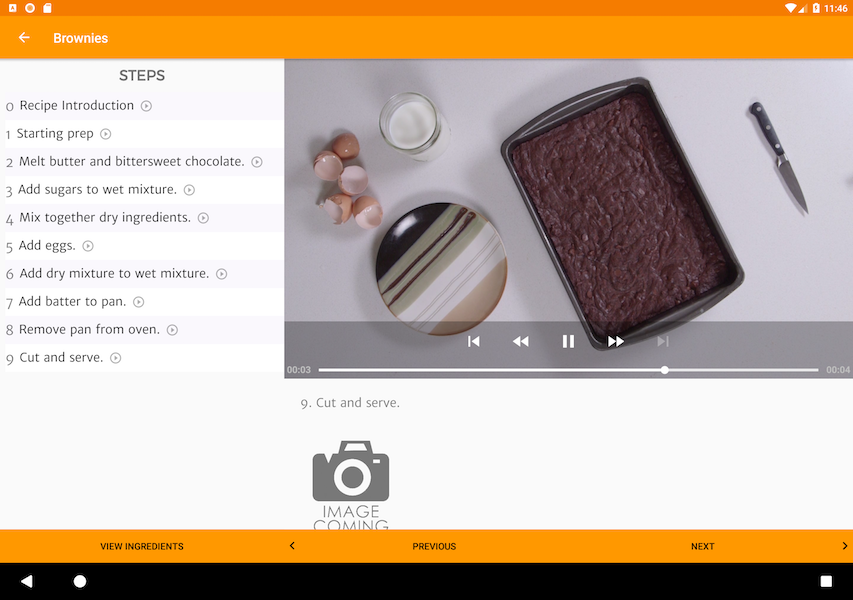 11:46
Brownies
STEPS
0 Recipe Introduction
1 Starting prep
2 Melt butter and bittersweet chocolate.
3 Add sugars to wet mixture.
4 Mix together dry ingredients.
5 Add eggs.
6 Add dry mixture to wet mixture.
7 Add batter to pan.
8 Remove pan from oven.
9 Cut and serve.
00:03
00:04
9. Cut and serve.
IMAGE
COMING
VIEW INGREDIENTS
PREVIOUS
NEXT